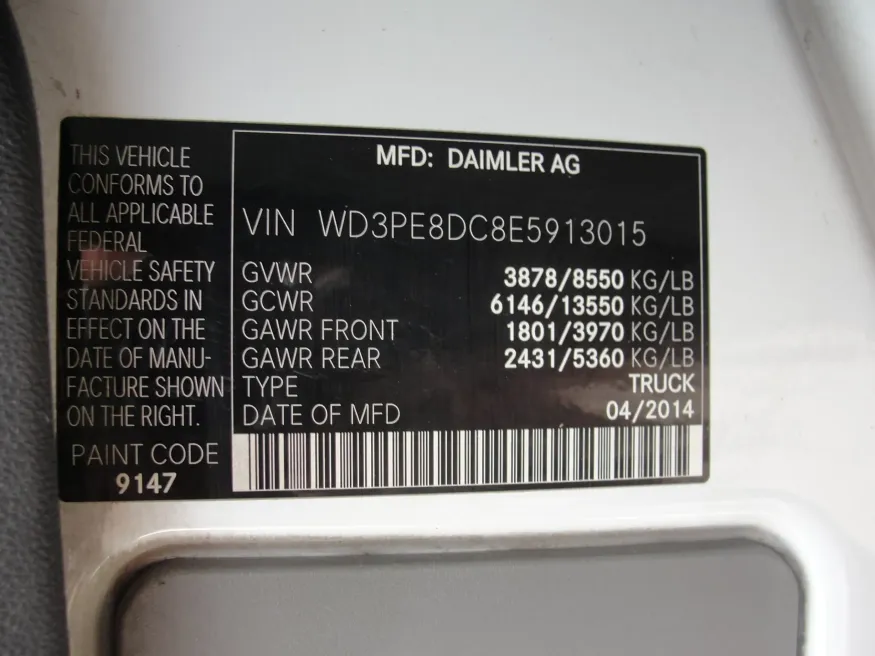 THIS VEHICLE
CONFORMS TO
ALL APPLICABLE
FEDERAL
VEHICLE SAFETY
STANDARDS IN
EFFECT ON THE
DATE OF MANU-
FACTURE SHOWN
ON THE RIGHT.
PAINT CODE
9147
MFD: DAIMLER AG
VIN WD3PE8DC8E5913015
GVWR 3878/8550 KG/LB
GCWR 6146/13550 KG/LB
GAWR FRONT 1801/3970 KG/LB
GAWR REAR 2431/5360 KG/LB
TYPE TRUCK
DATE OF MFD 04/2014